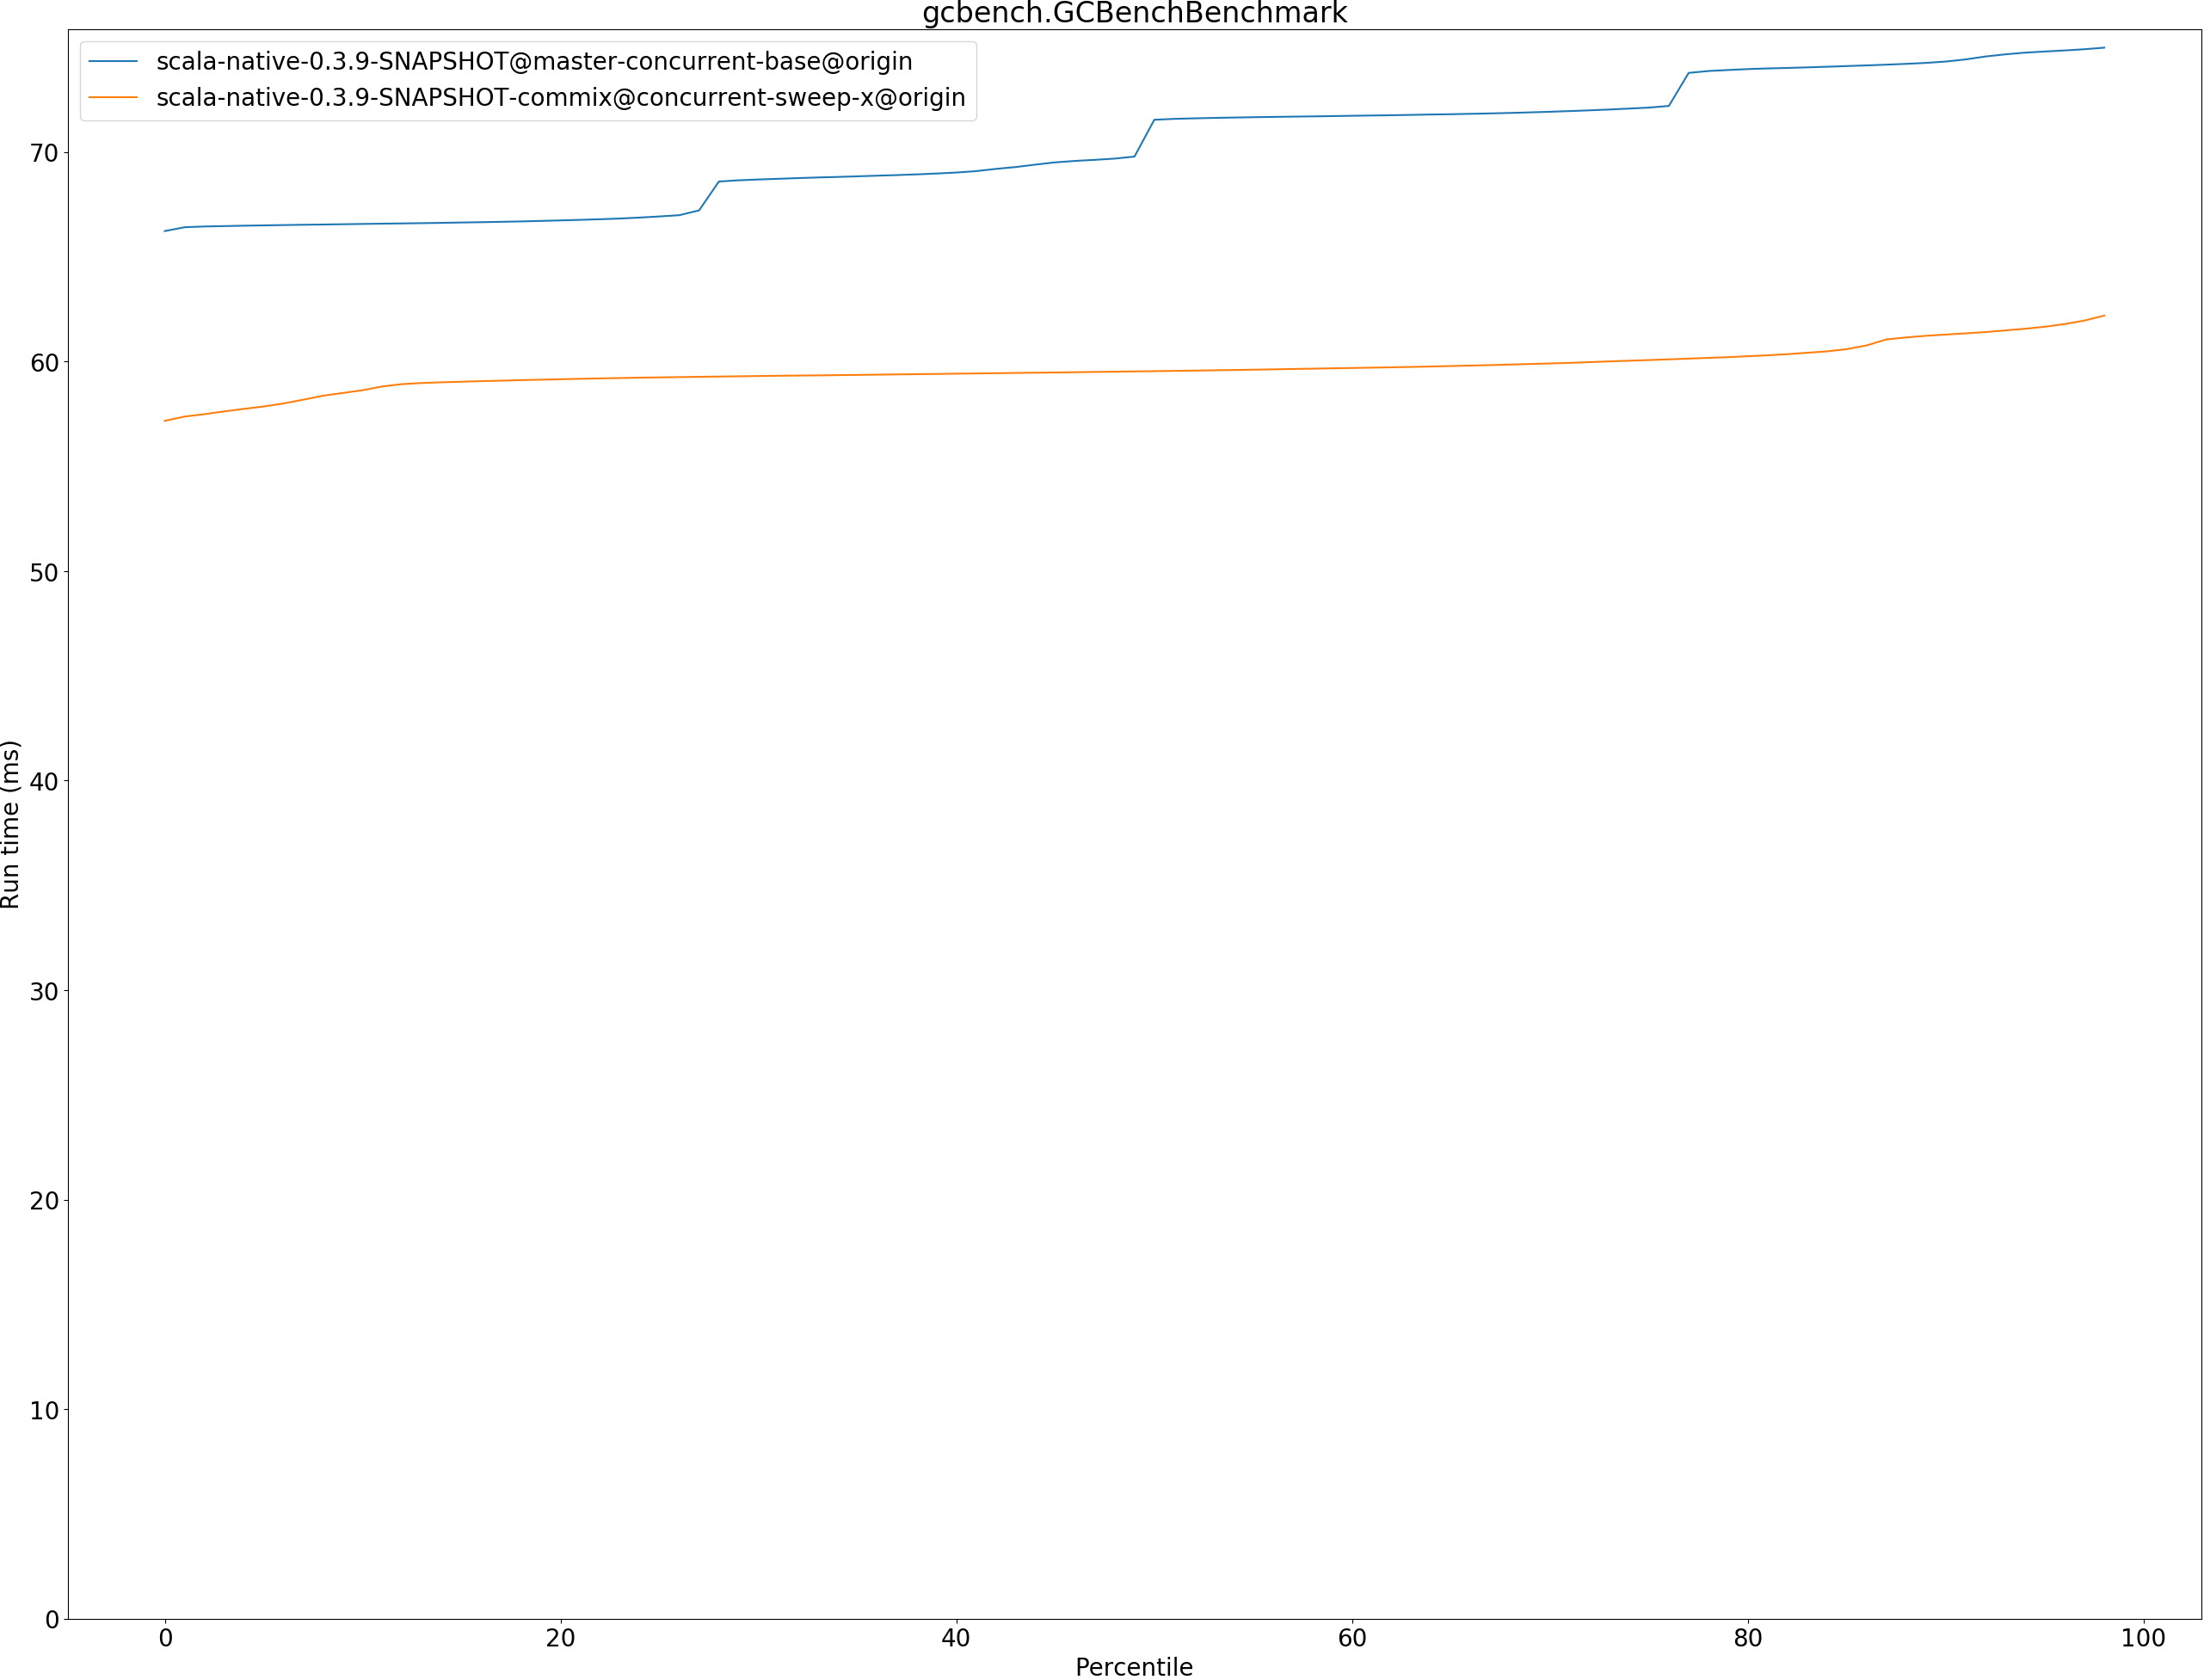 gcbench.GCBenchBenchmark
scala-native-0.3.9-SNAPSHOT@master-concurrent-base@origin
scala-native-0.3.9-SNAPSHOT-commix@concurrent-sweep-x@origin
70
60
50
40
30
20
10
0
Run time (ms)
0 20 40 60 80 100
Percentile